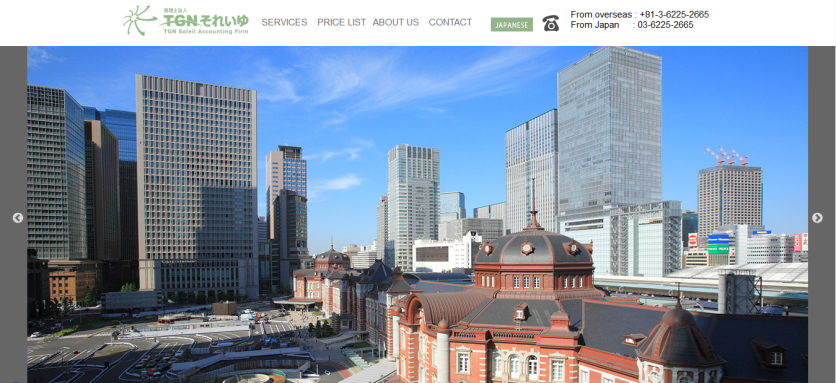 税理士法人
TGNそれいゆ
TGN Soleil Accounting Firm
SERVICES
PRICE LIST
ABOUT US
CONTACT
JAPANESE
From overseas : +81-3-6225-2665
From Japan : 03-6225-2665